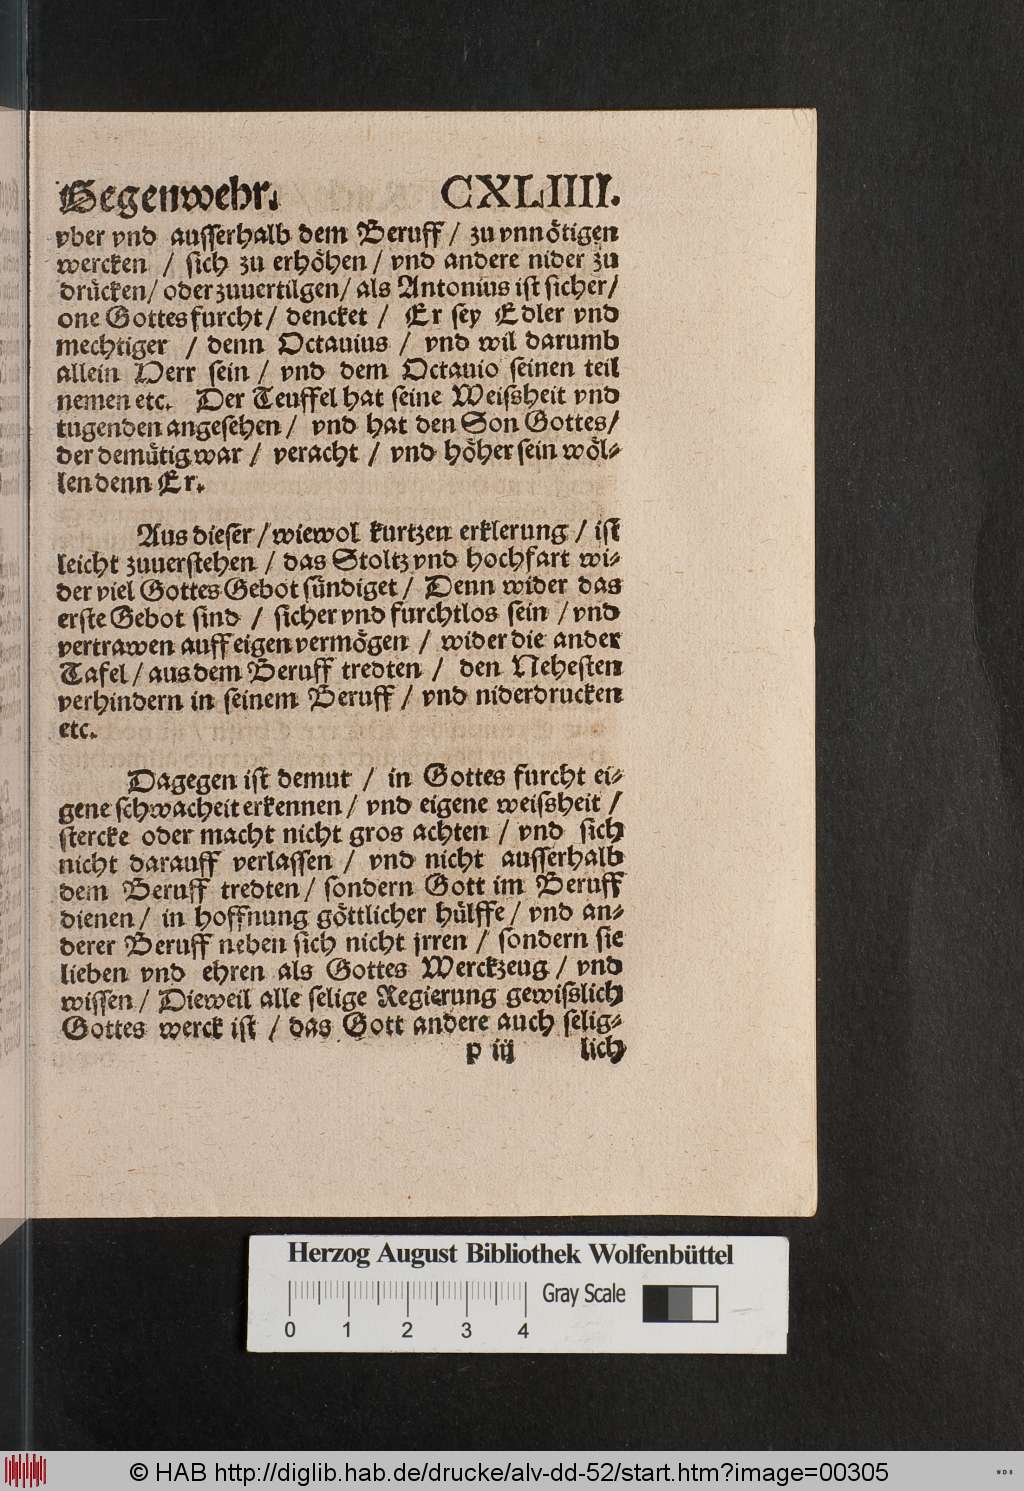 Gegenwehr. CXLIIII.
vber vnd ausserhalb dem Beruff / zu vnnötigen
wercken / sich zu erhöhen / vnd andere nider zu
drücken / oder zuuertilgen / als Antonius ist sicher /
one Gottes furcht / dencket / Er sey Edler vnd
mechtiger / denn Octauius / vnd wil darumb
allein Herr sein / vnd dem Octauio seinen teil
nemen etc. Der Teuffel hat seine Weißheit vnd
tugenden angesehen / vnd hat den Son Gottes /
der demütig war / veracht / vnd höher sein wöl-
len denn Er.
Aus dieser / wiewol kurtzen erklerung / ist
leicht zuuerstehen / das Stoltz vnd hochfart wi-
der viel Gottes Gebot sündiget / Denn wider das
erste Gebot sind / sicher vnd furchtlos sein / vnd
vertrawen auff eigen vermögen / wider die ander
Tafel / aus dem Beruff tredten / den Nehesten
verhindern in seinem Beruff / vnd niderdrucken
etc.
Dagegen ist demut / in Gottes furcht ei-
gene schwacheit erkennen / vnd eigene weißheit /
stercke oder macht nicht gros achten / vnd sich
nicht darauff verlassen / vnd nicht ausserhalb
dem Beruff tredten / sondern Gott im Beruff
dienen / in hoffnung göttlicher hülffe / vnd an-
derer Beruff neben sich nicht jrren / sondern sie
lieben vnd ehren als Gottes Werckzeug / vnd
wissen / Dieweil alle selige Regierung gewißlich
Gottes werck ist / das Gott andere auch selig-
p iij lich
Herzog August Bibliothek Wolfenbüttel
Gray Scale
0 1 2 3 4
© HAB http://diglib.hab.de/drucke/alv-dd-52/start.htm?image=00305
WDB